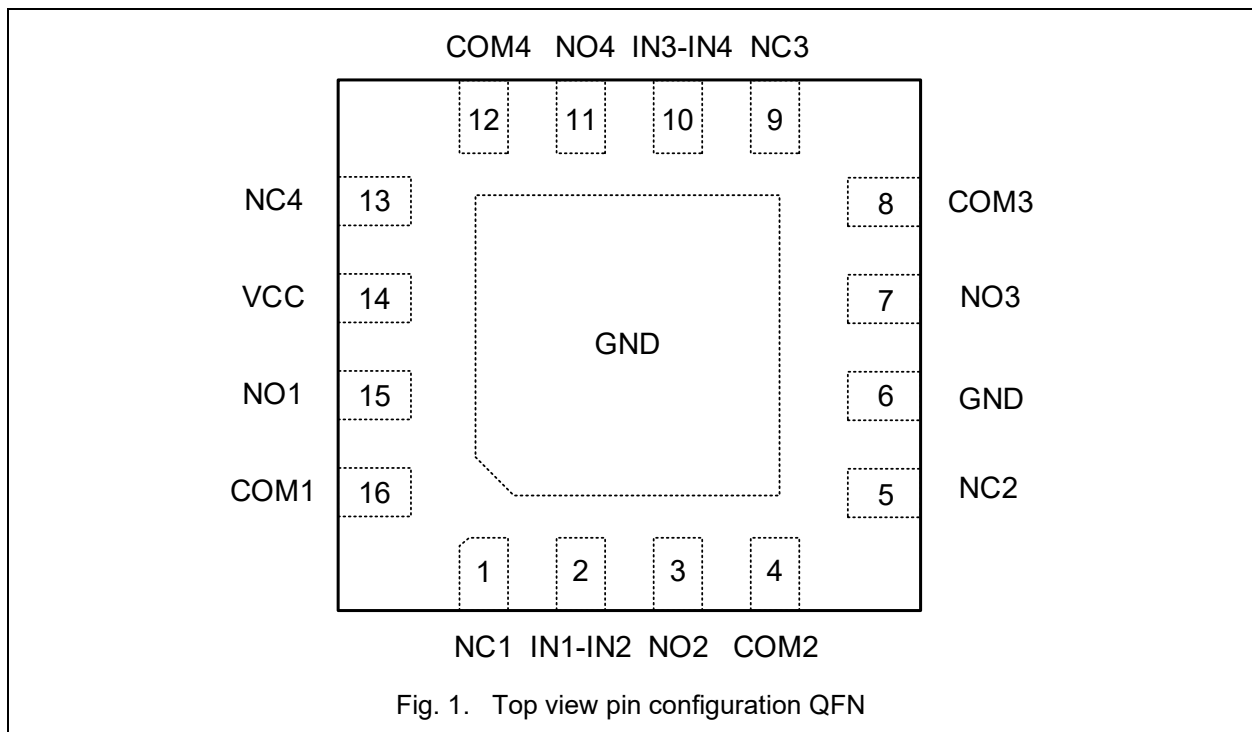 COM4 NO4 IN3-IN4 NC3
12 11 10 9
NC4 13 8 COM3
VCC 14 7 NO3
GND
NO1 15 6 GND
COM1 16 5 NC2
1 2 3 4
NC1 IN1-IN2 NO2 COM2
Fig. 1. Top view pin configuration QFN